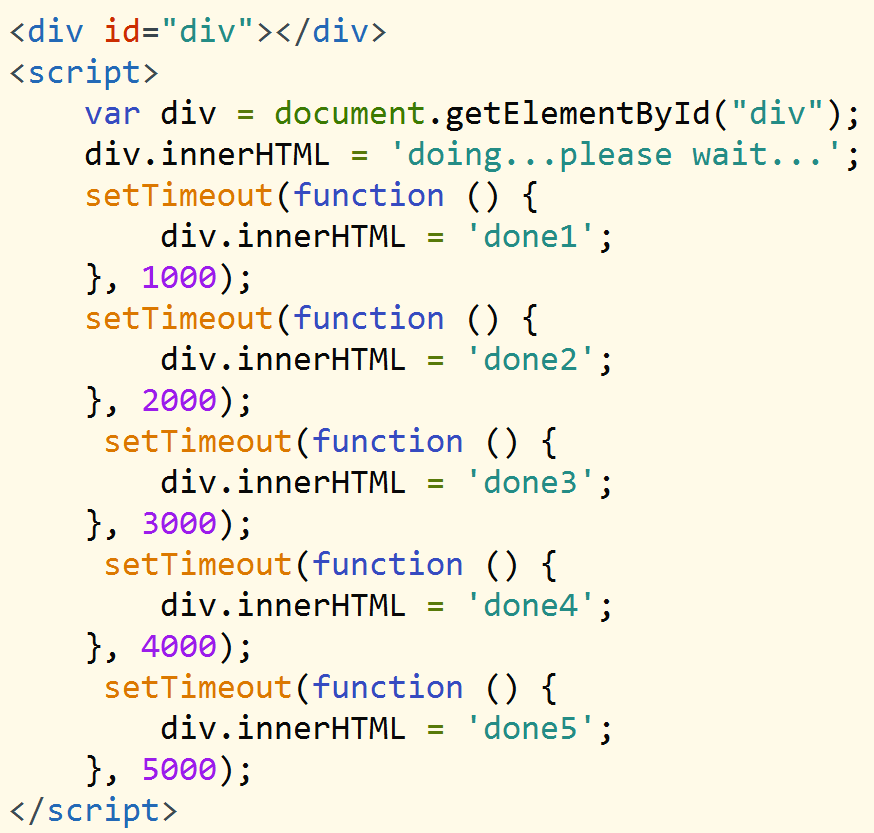 <div id="div"></div>
<script>
    var div = document.getElementById("div");
    div.innerHTML = 'doing...please wait...';
    setTimeout(function () {
        div.innerHTML = 'done1';
    }, 1000);
    setTimeout(function () {
        div.innerHTML = 'done2';
    }, 2000);
     setTimeout(function () {
        div.innerHTML = 'done3';
    }, 3000);
     setTimeout(function () {
        div.innerHTML = 'done4';
    }, 4000);
     setTimeout(function () {
        div.innerHTML = 'done5';
    }, 5000);
</script>